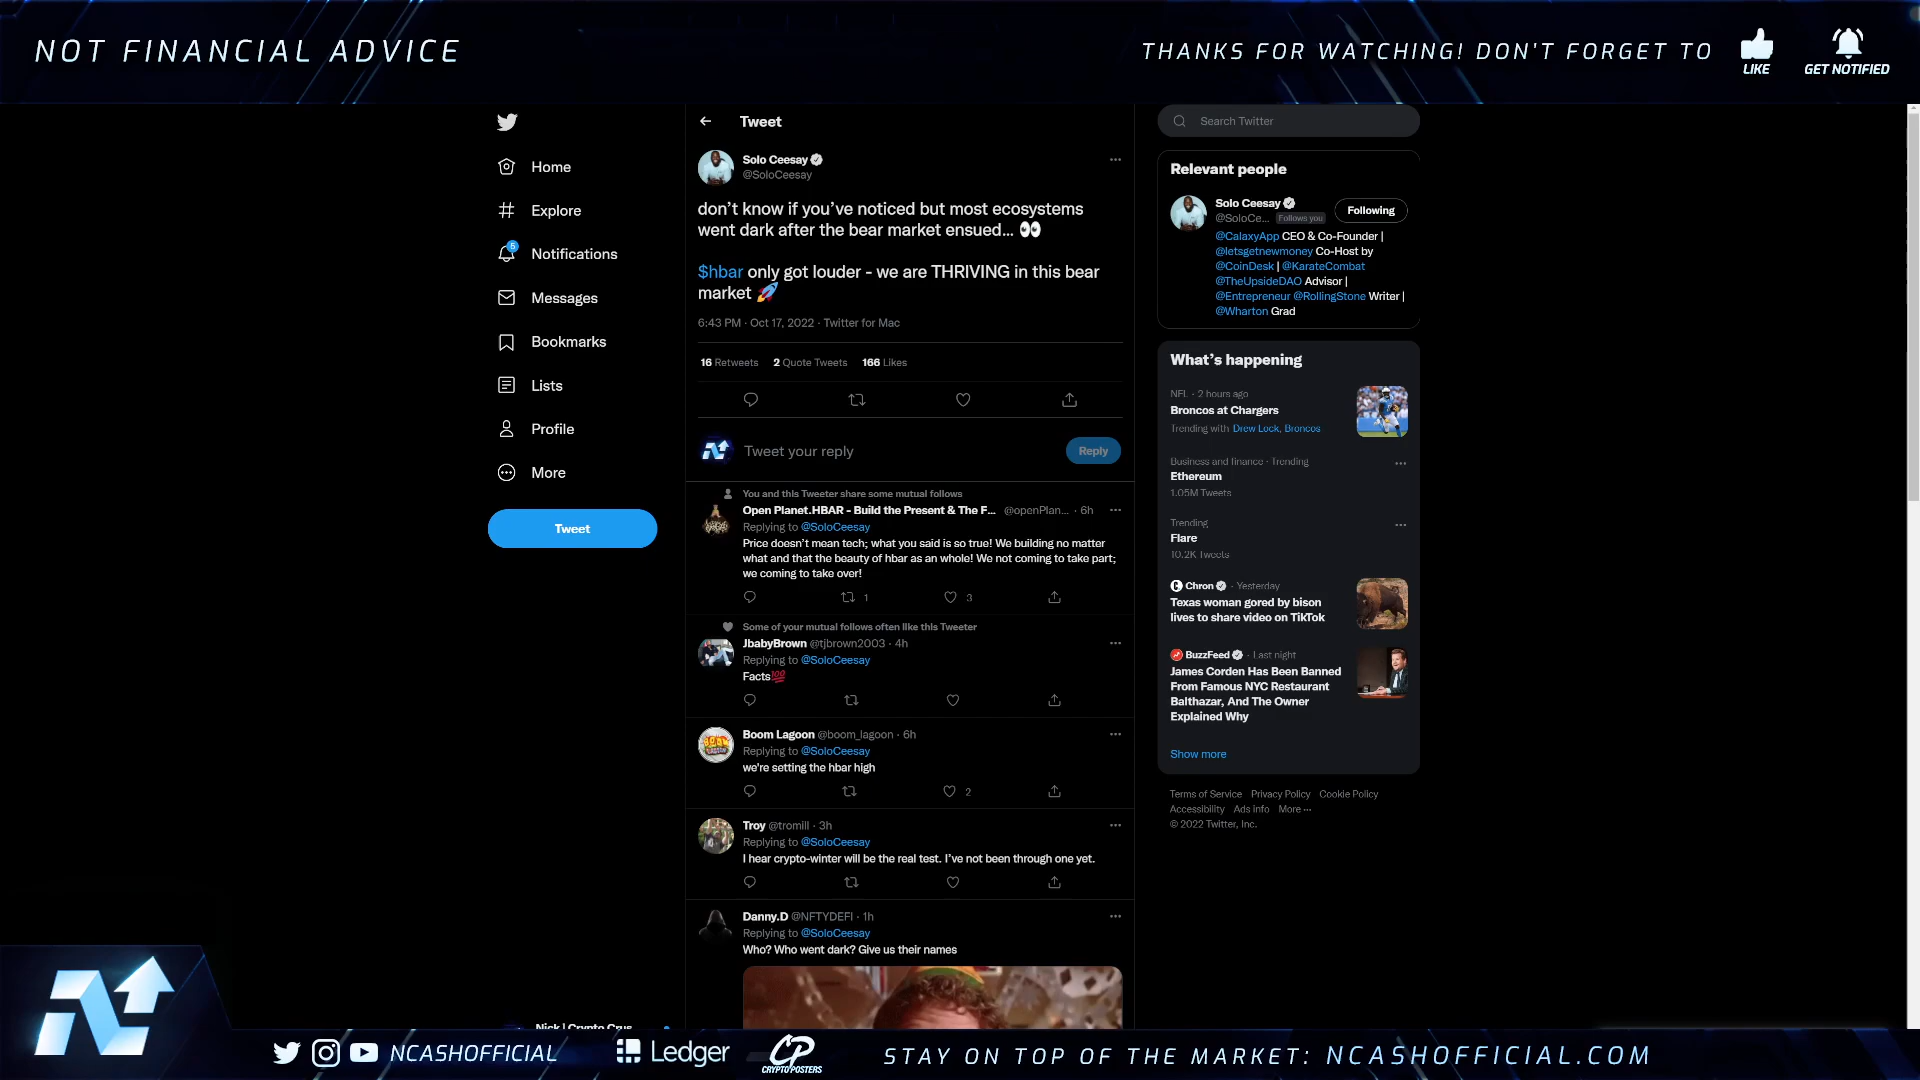 NOT FINANCIAL ADVICE
THANKS FOR WATCHING! DON'T FORGET TO
LIKE
GET NOTIFIED
Home
Explore
5
Notifications
Messages
Bookmarks
Lists
Profile
More
Tweet
Tweet
Solo Ceesay
@SoloCeesay
don't know if you've noticed but most ecosystems
went dark after the bear market ensued... 👀
$hbar only got louder - we are THRIVING in this bear
market 🚀
6:43 PM · Oct 17, 2022 · Twitter for Mac
16 Retweets 2 Quote Tweets 166 Likes
Tweet your reply
Reply
You and this Tweeter share some mutual follows
Open Planet.HBAR - Build the Present & The F... @openPlan... · 6h
Replying to @SoloCeesay
Price doesn't mean tech; what you said is so true! We building no matter
what and that the beauty of hbar as an whole! We not coming to take part;
we coming to take over!
1
3
Some of your mutual follows often like this Tweeter
JbabyBrown @tjbrown2003 · 4h
Replying to @SoloCeesay
Facts💯
Boom Lagoon @boom_lagoon · 6h
Replying to @SoloCeesay
we're setting the hbar high
2
Troy @tromill · 3h
Replying to @SoloCeesay
I hear crypto-winter will be the real test. I've not been through one yet.
Danny.D @NFTYDEFI · 1h
Replying to @SoloCeesay
Who? Who went dark? Give us their names
Search Twitter
Relevant people
Solo Ceesay
@SoloCe... Follows you
Following
@CalaxyApp CEO & Co-Founder |
@letsgetnewmoney Co-Host by
@CoinDesk | @KarateCombat
@TheUpsideDAO Advisor |
@Entrepreneur @RollingStone Writer |
@Wharton Grad
What's happening
NFL · 2 hours ago
Broncos at Chargers
Trending with Drew Lock, Broncos
Business and finance · Trending
Ethereum
1.05M Tweets
Trending
Flare
10.2K Tweets
Chron · Yesterday
Texas woman gored by bison
lives to share video on TikTok
BuzzFeed · Last night
James Corden Has Been Banned
From Famous NYC Restaurant
Balthazar, And The Owner
Explained Why
Show more
Terms of Service Privacy Policy Cookie Policy
Accessibility Ads info More ...
© 2022 Twitter, Inc.
Nick | Crypto Crus
NCASHOFFICIAL
Ledger
CP
CRYPTO POSTERS
STAY ON TOP OF THE MARKET: NCASHOFFICIAL.COM